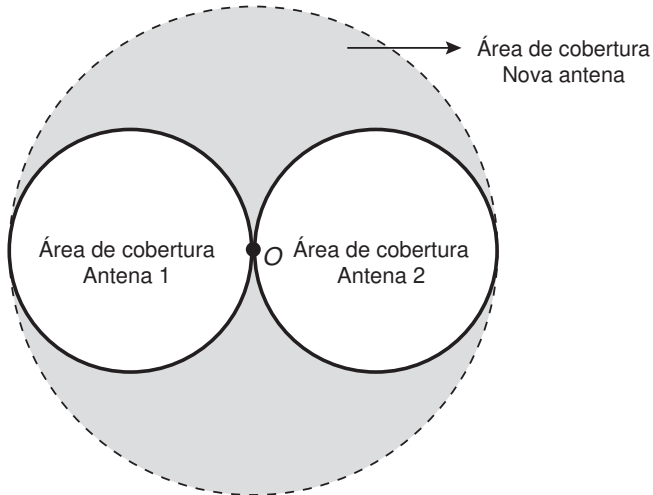 Área de cobertura
Nova antena
Área de cobertura
Antena 1
O
Área de cobertura
Antena 2